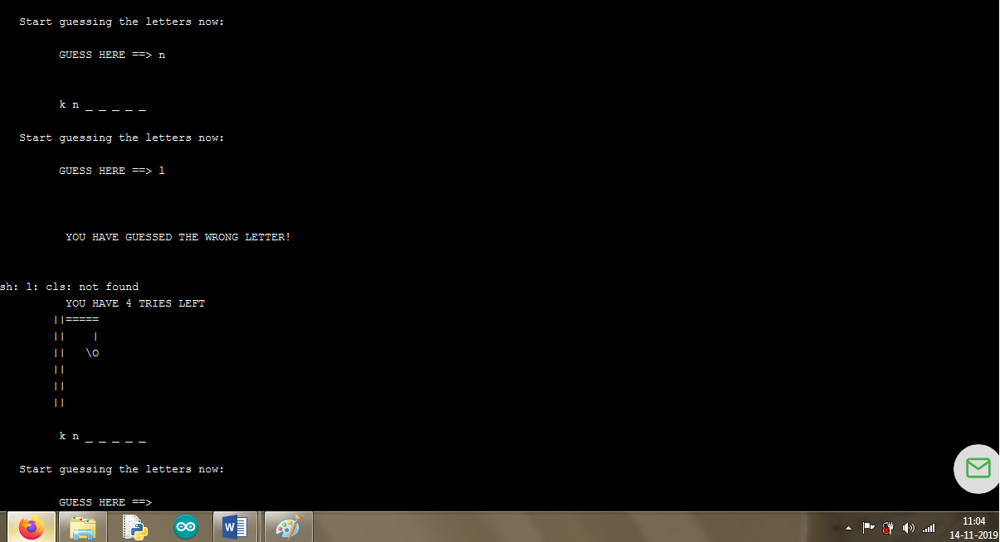 Start guessing the letters now:
GUESS HERE ==> n
k n _ _ _ _ _
Start guessing the letters now:
GUESS HERE ==> l
YOU HAVE GUESSED THE WRONG LETTER!
sh: 1: cls: not found
YOU HAVE 4 TRIES LEFT
||=====
||    |
||   \O
||
||
||
k n _ _ _ _ _
Start guessing the letters now:
GUESS HERE ==>
W
11:04
14-11-2019